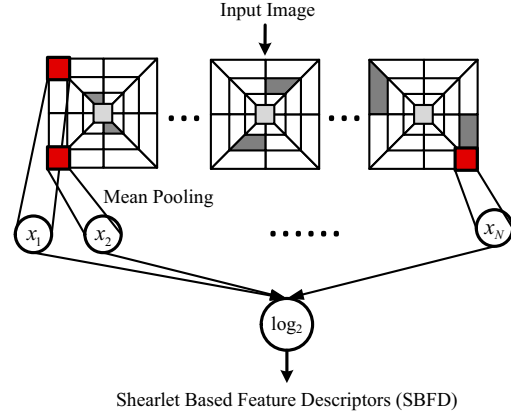 Input Image
Mean Pooling
x1 x2 xN
log2
Shearlet Based Feature Descriptors (SBFD)